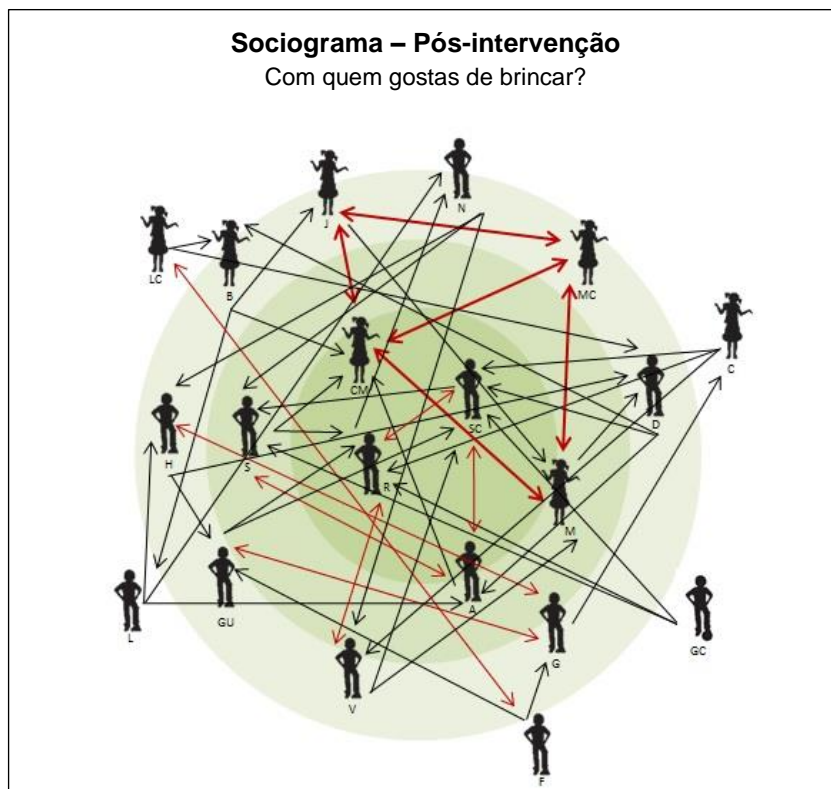 Sociograma – Pós-intervenção
Com quem gostas de brincar?
J
N
LC
B
MC
C
CM
SC
D
H
S
R
M
L
GU
A
G
GC
V
F